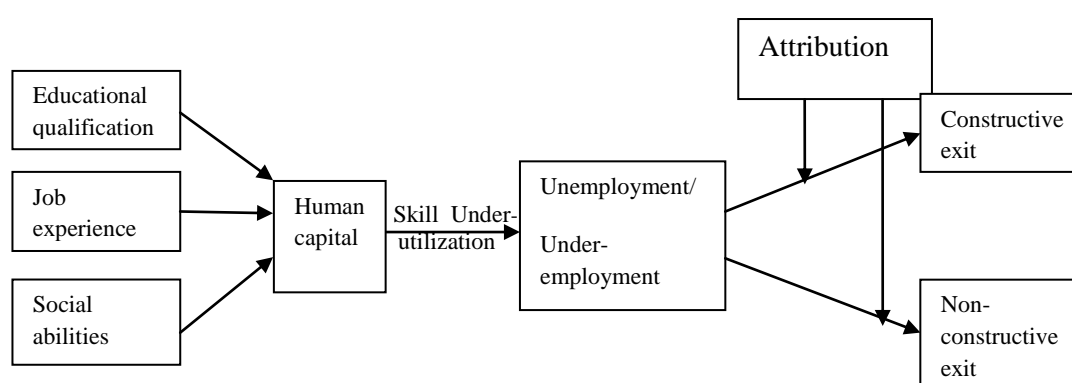 Attribution
Educational
qualification
Constructive
exit
Job
experience
Human
capital
Skill Under-
utilization
Unemployment/
Under-
employment
Social
abilities
Non-
constructive
exit